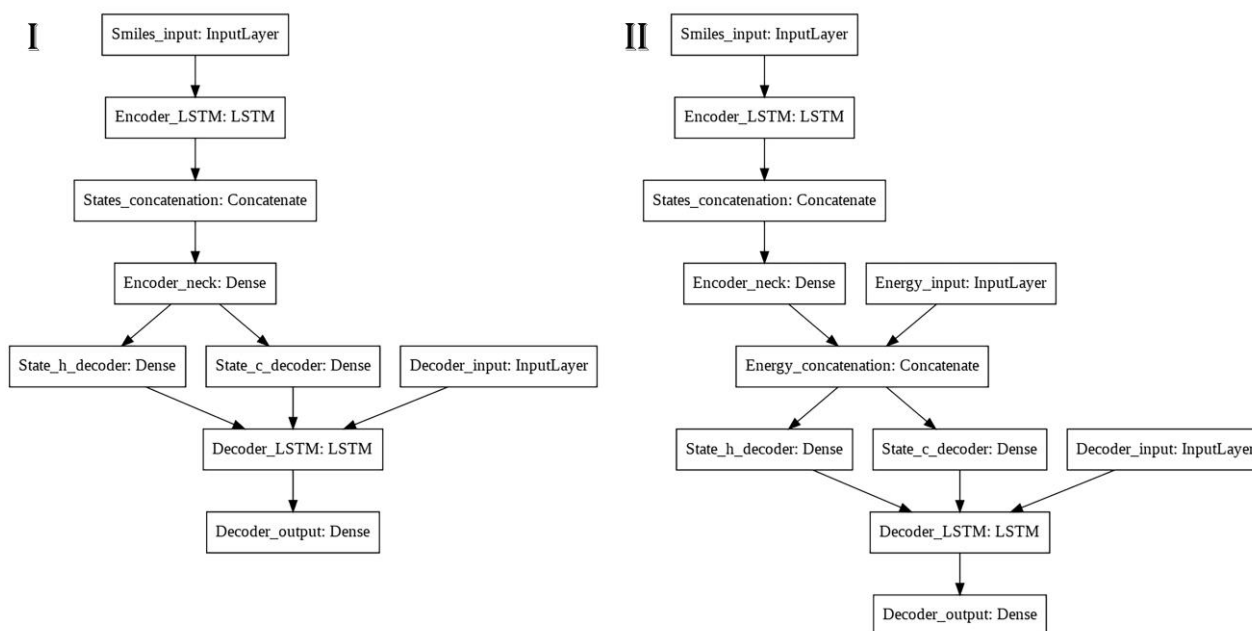 I
Smiles_input: InputLayer
Encoder_LSTM: LSTM
States_concatenation: Concatenate
Encoder_neck: Dense
State_h_decoder: Dense
State_c_decoder: Dense
Decoder_input: InputLayer
Decoder_LSTM: LSTM
Decoder_output: Dense
II
Smiles_input: InputLayer
Encoder_LSTM: LSTM
States_concatenation: Concatenate
Encoder_neck: Dense
Energy_input: InputLayer
Energy_concatenation: Concatenate
State_h_decoder: Dense
State_c_decoder: Dense
Decoder_input: InputLayer
Decoder_LSTM: LSTM
Decoder_output: Dense